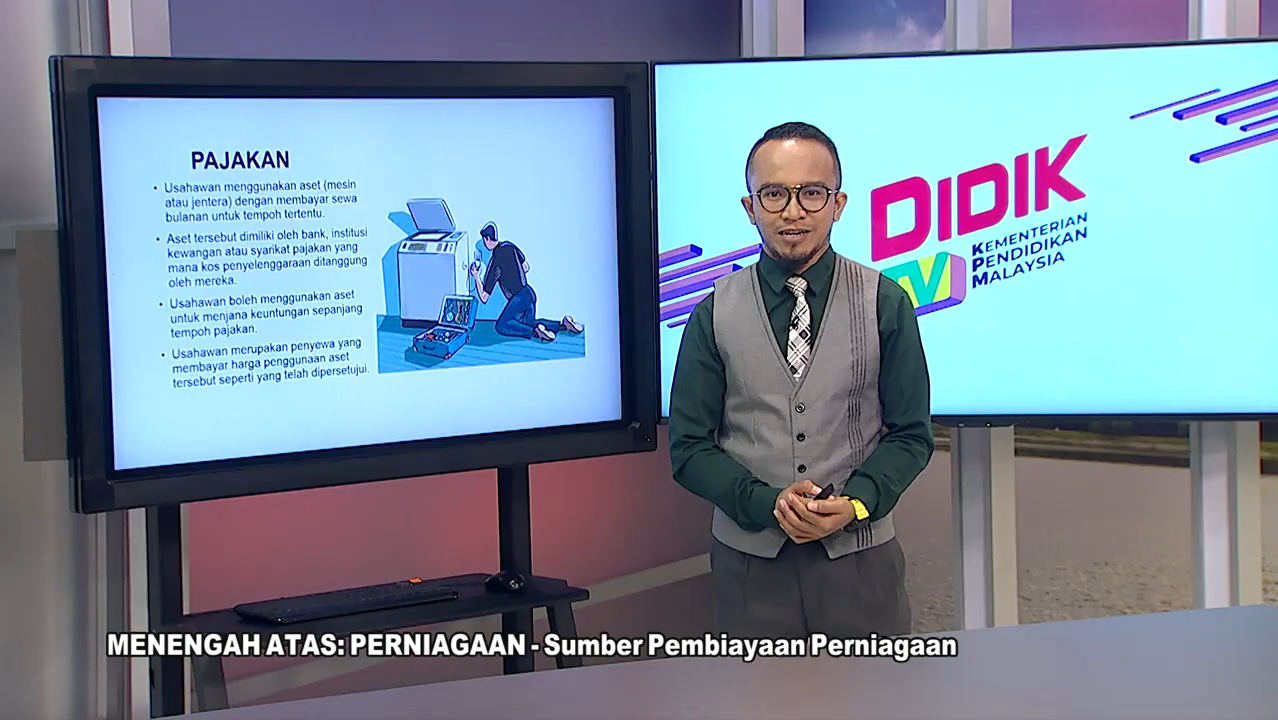 PAJAKAN
• Usahawan menggunakan aset (mesin
atau jentera) dengan membayar sewa
bulanan untuk tempoh tertentu.
• Aset tersebut dimiliki oleh bank, institusi
kewangan atau syarikat pajakan yang
mana kos penyelenggaraan ditanggung
oleh mereka.
• Usahawan boleh menggunakan aset
untuk menjana keuntungan sepanjang
tempoh pajakan.
• Usahawan merupakan penyewa yang
membayar harga penggunaan aset
tersebut seperti yang telah dipersetujui.
DIDIK
TV
KEMENTERIAN
PENDIDIKAN
MALAYSIA
MENENGAH ATAS: PERNIAGAAN - Sumber Pembiayaan Perniagaan